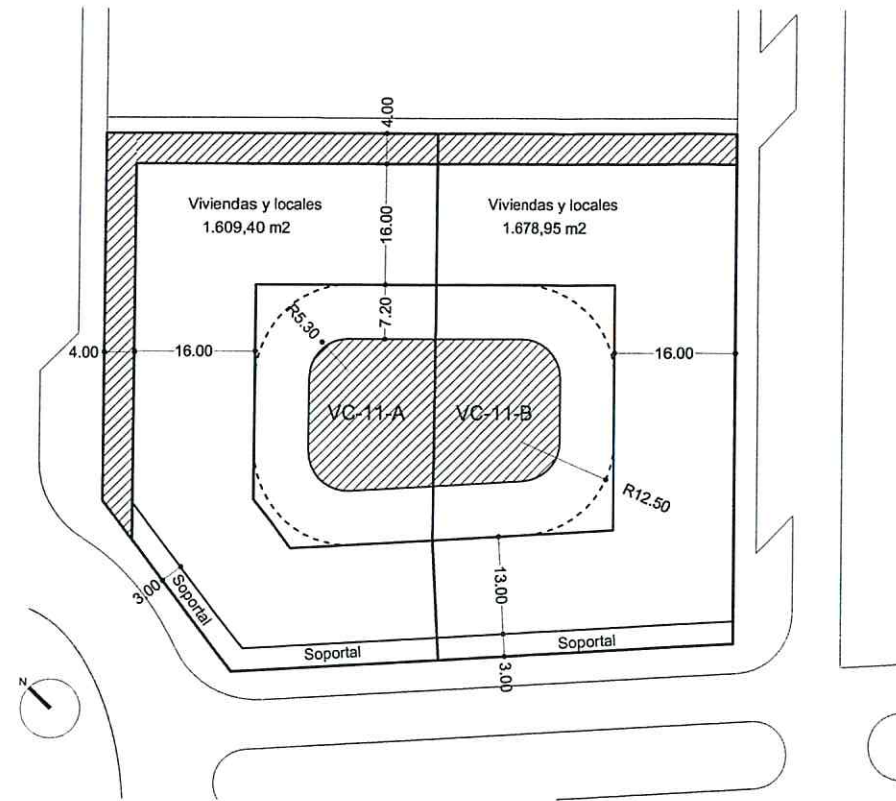 4.00
Viviendas y locales
1.609,40 m2
16.00
Viviendas y locales
1.678,95 m2
R5.30
7.20
4.00
16.00
16.00
VC-11-A
VC-11-B
R12.50
13.00
3.00
Soportal
Soportal
Soportal
3.00
N